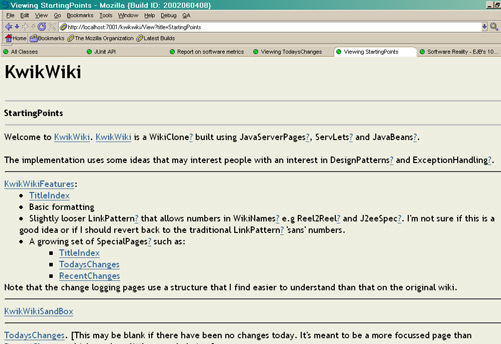 Viewing StartingPoints - Mozilla {Build ID: 2002060408}
File Edit View Go Bookmarks Tools Window Help Debug QA
http://localhost:7001/kwikwiki/View?title=StartingPoints
Home Bookmarks The Mozilla Organization Latest Builds
All Classes JUnit API Report on software metrics Viewing TodaysChanges Viewing StartingPoints Software Reality - EJB's 10...
KwikWiki
StartingPoints
Welcome to KwikWiki. KwikWiki is a WikiClone? built using JavaServerPages?, ServLets and JavaBeans?.
The implementation uses some ideas that may interest people with an interest in DesignPatterns? and ExceptionHandling?.
KwikWikiFeatures:
TitleIndex
Basic formatting
Slightly looser LinkPattern? that allows numbers in WikiNames? e.g Reel2Reel? and J2eeSpec?. I'm not sure if this is a
good idea or if I should revert back to the traditional LinkPattern? 'sans' numbers.
A growing set of SpecialPages? such as:
TitleIndex
TodaysChanges
RecentChanges
Note that the change logging pages use a structure that I find easier to understand than that on the original wiki.
KwikWikiSandBox
TodaysChanges. [This may be blank if there have been no changes today. It's meant to be a more focussed page than